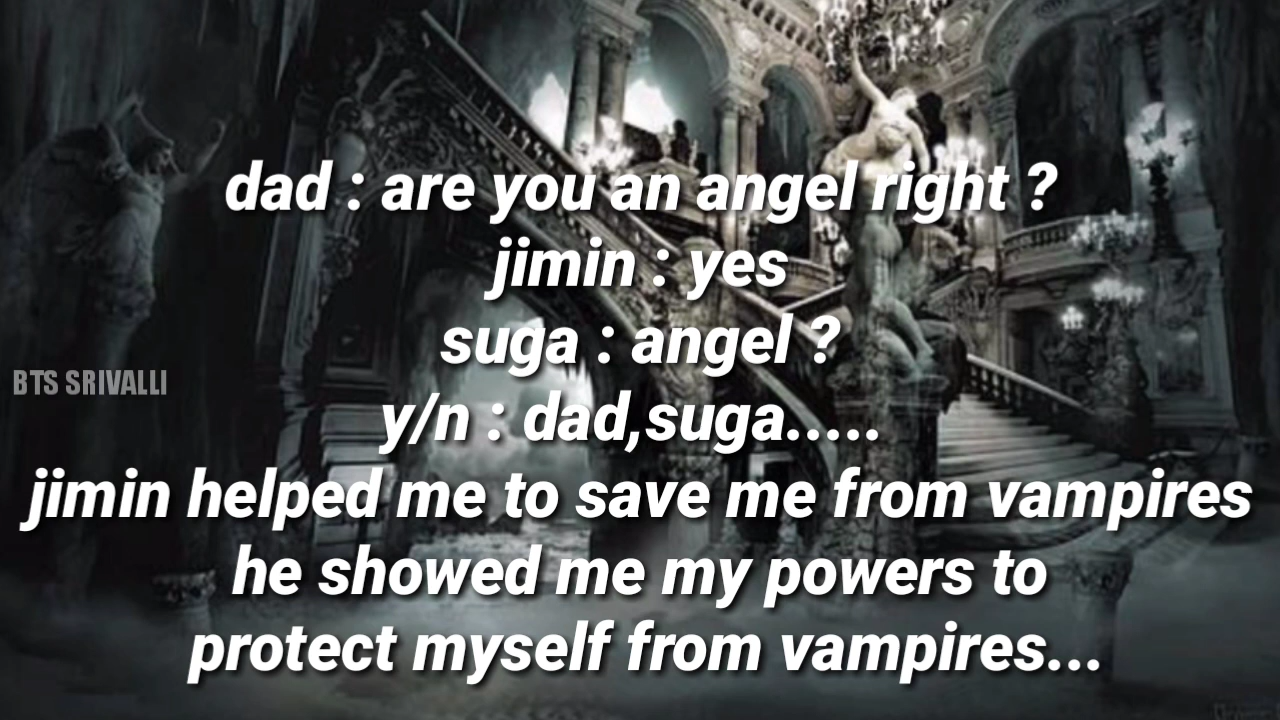 dad : are you an angel right ?
jimin : yes
suga : angel ?
BTS SRIVALLI
y/n : dad,suga.....
jimin helped me to save me from vampires
he showed me my powers to
protect myself from vampires...